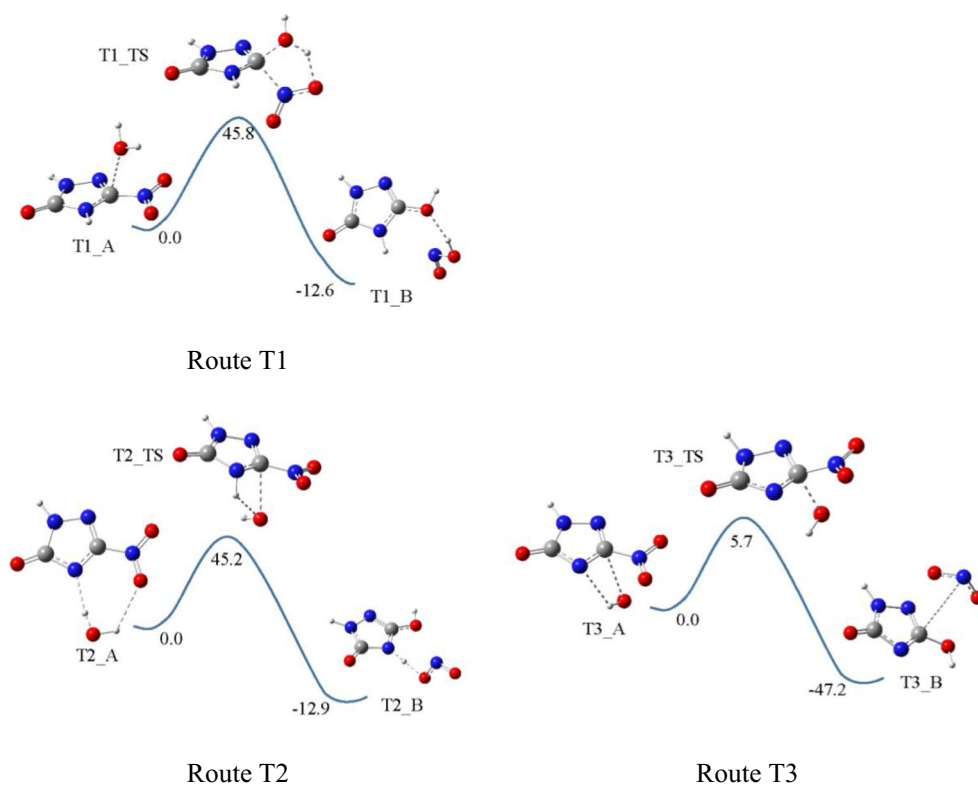 T1_TS
45.8
T1_A
0.0
-12.6
T1_B
Route T1
T2_TS
45.2
T2_A
0.0
-12.9
T2_B
Route T2
T3_TS
5.7
T3_A
0.0
-47.2
T3_B
Route T3